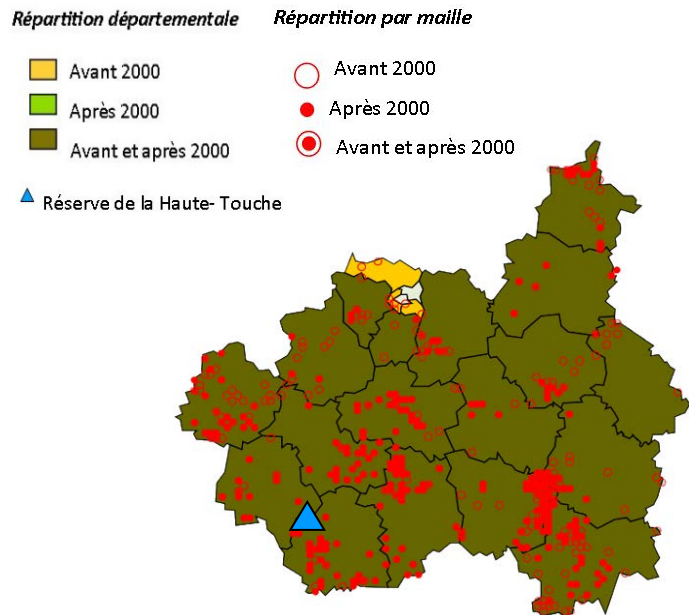 Répartition départementale
Répartition par maille
Avant 2000
Après 2000
Avant et après 2000
Avant 2000
Après 2000
Avant et après 2000
Réserve de la Haute- Touche